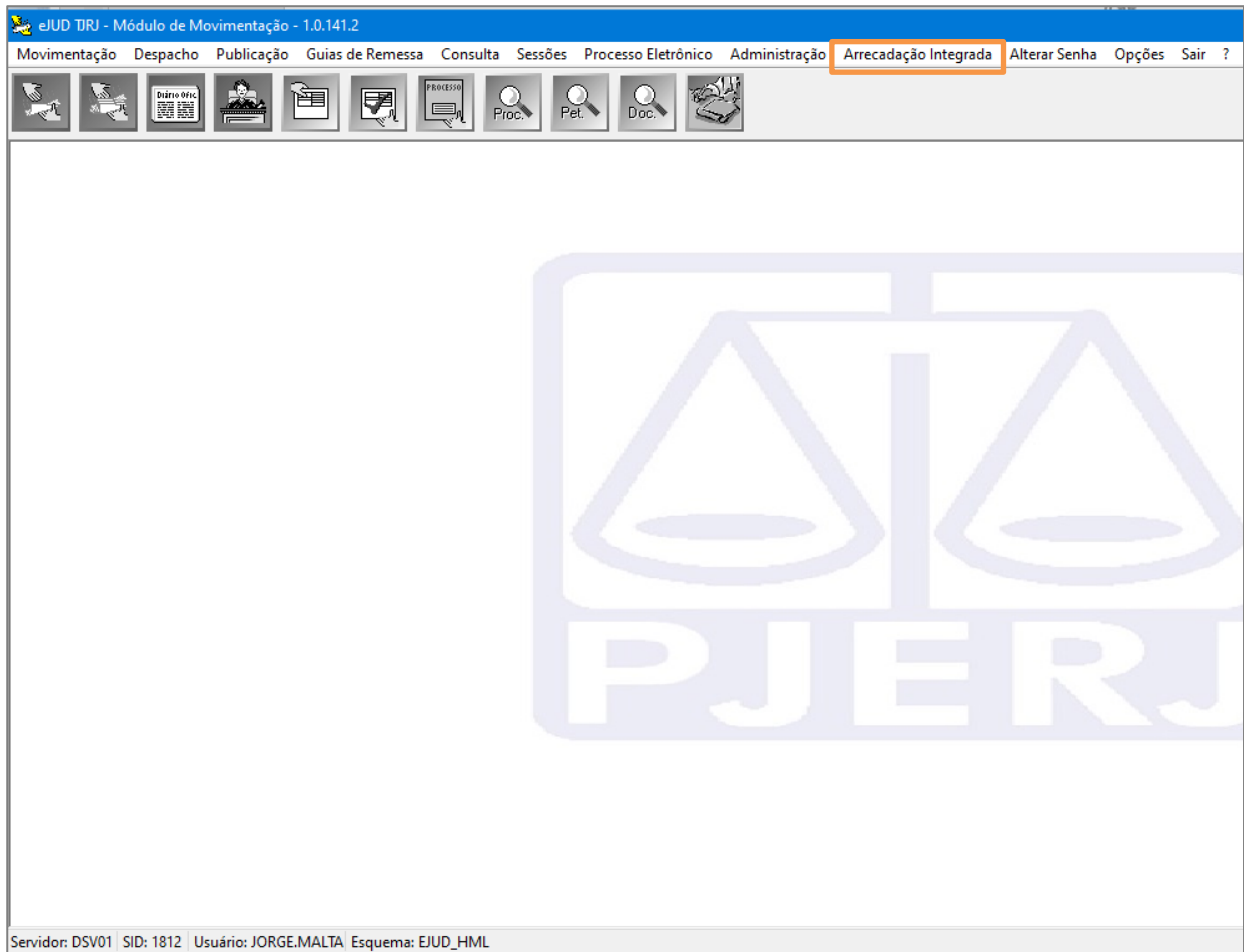 eJUD TJRJ - Módulo de Movimentação - 1.0.141.2
Movimentação Despacho Publicação Guias de Remessa Consulta Sessões Processo Eletrônico Administração Arrecadação Integrada Alterar Senha Opções Sair ?
Diário Ofic. PROCESSO Proc. Pet. Doc.
PJERJ
Servidor: DSV01 SID: 1812 Usuário: JORGE.MALTA Esquema: EJUD_HML